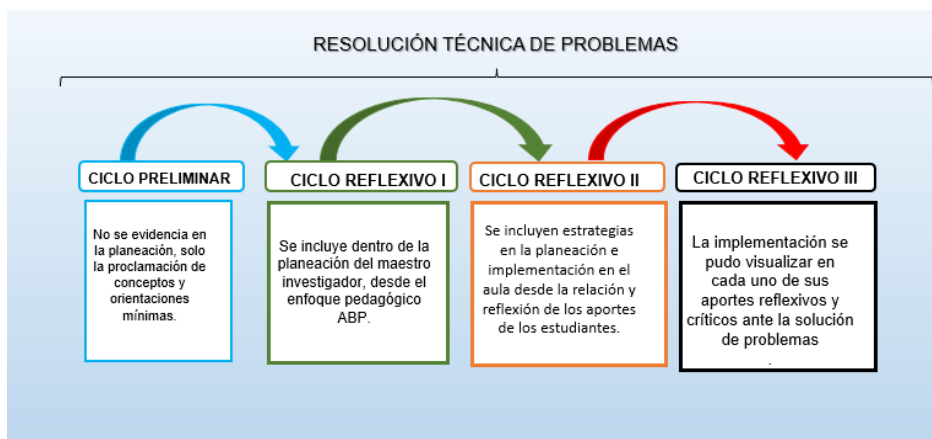 RESOLUCIÓN TÉCNICA DE PROBLEMAS
CICLO PRELIMINAR
No se evidencia en
la planeación, solo
la proclamación de
conceptos y
orientaciones
mínimas.
CICLO REFLEXIVO I
Se incluye dentro de la
planeación del maestro
investigador, desde el
enfoque pedagógico
ABP.
CICLO REFLEXIVO II
Se incluyen estrategias
en la planeación e
implementación en el
aula desde la relación y
reflexión de los aportes
de los estudiantes.
CICLO REFLEXIVO III
La implementación se
pudo visualizar en
cada uno de sus
aportes reflexivos y
críticos ante la solución
de problemas
.